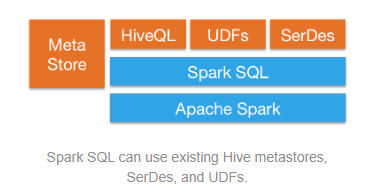 Meta
Store
HiveQL
UDFs
SerDes
Spark SQL
Apache Spark
Spark SQL can use existing Hive metastores,
SerDes, and UDFs.